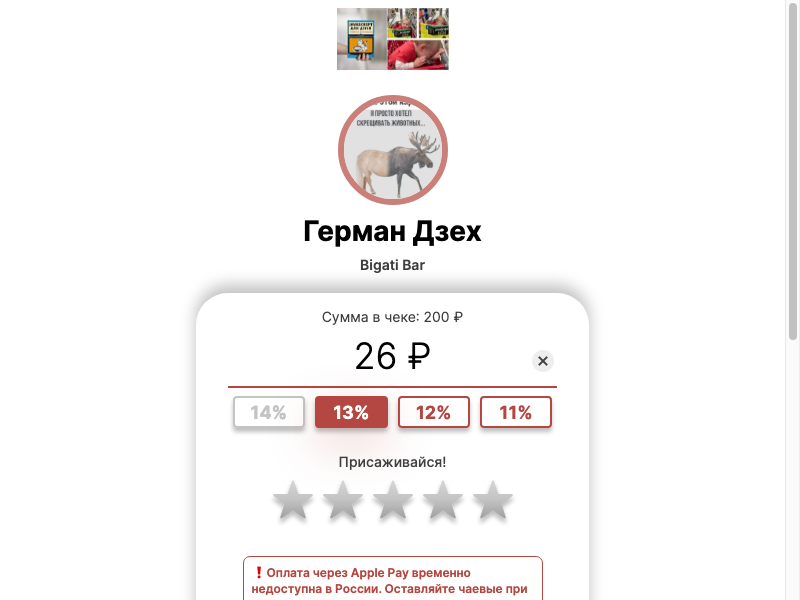 Я ПРОСТО ХОТЕЛ
СКРЕЩИВАТЬ ЖИВОТНЫХ...
Герман Дзех
Bigati Bar
Сумма в чеке: 200 ₽
26 ₽
14% 13% 12% 11%
Присаживайся!
❗ Оплата через Apple Pay временно
недоступна в России. Оставляйте чаевые при